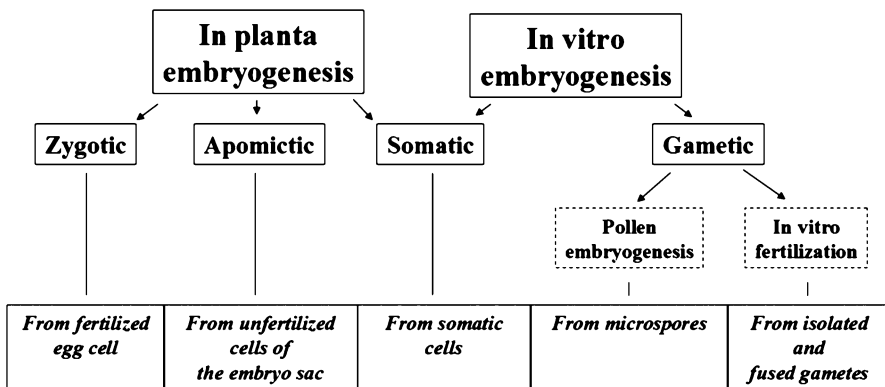 In planta
embryogenesis
In vitro
embryogenesis
Zygotic
Apomictic
Somatic
Gametic
Pollen
embryogenesis
In vitro
fertilization
From fertilized
egg cell
From unfertilized
cells of
the embryo sac
From somatic
cells
From microspores
From isolated
and
fused gametes